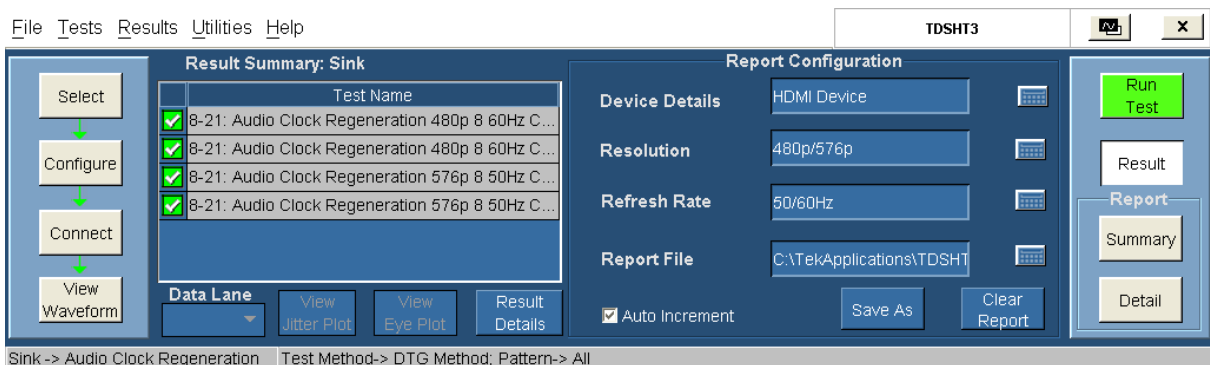 File Tests Results Utilities Help
TDSHT3
x
Select
Configure
Connect
View
Waveform
Result Summary: Sink
Test Name
8-21: Audio Clock Regeneration 480p 8 60Hz C...
8-21: Audio Clock Regeneration 480p 8 60Hz C...
8-21: Audio Clock Regeneration 576p 8 50Hz C...
8-21: Audio Clock Regeneration 576p 8 50Hz C...
Data Lane
View
Jitter Plot
View
Eye Plot
Result
Details
Report Configuration
Device Details
HDMI Device
Resolution
480p/576p
Refresh Rate
50/60Hz
Report File
C:\TekApplications\TDSHT
Auto Increment
Save As
Clear
Report
Run
Test
Result
Report
Summary
Detail
Sink -> Audio Clock Regeneration
Test Method-> DTG Method; Pattern-> All